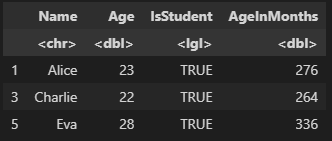 Name Age IsStudent AgeInMonths
<chr> <dbl> <lgl> <dbl>
1 Alice 23 TRUE 276
3 Charlie 22 TRUE 264
5 Eva 28 TRUE 336